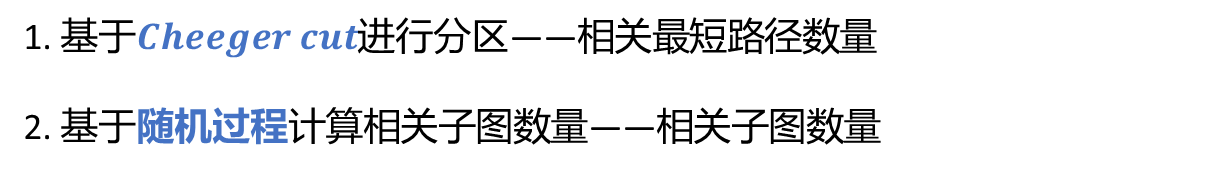 1. 基于Cheeger cut进行分区——相关最短路径数量
2. 基于随机过程计算相关子图数量——相关子图数量